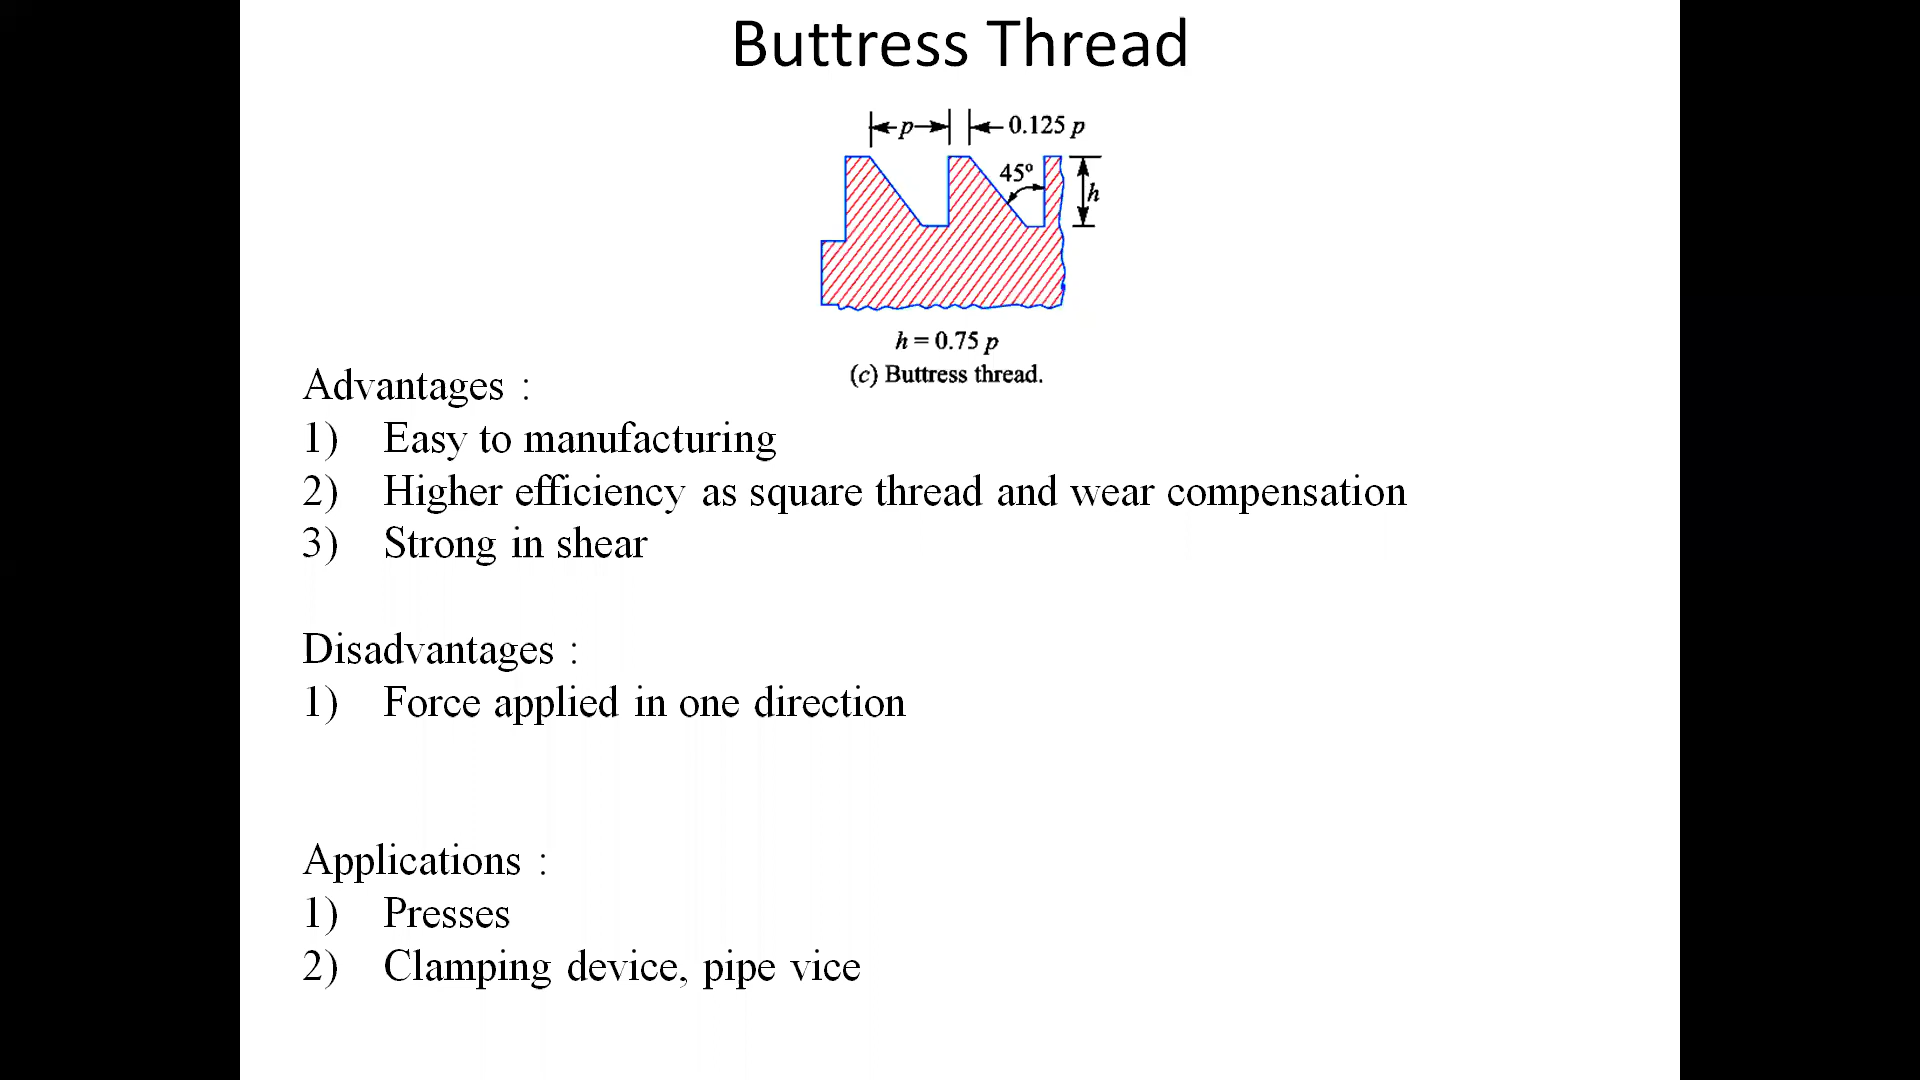 Buttress Thread
p 0.125 p
45°
h
h = 0.75 p
(c) Buttress thread.
Advantages :
1) Easy to manufacturing
2) Higher efficiency as square thread and wear compensation
3) Strong in shear
Disadvantages :
1) Force applied in one direction
Applications :
1) Presses
2) Clamping device, pipe vice